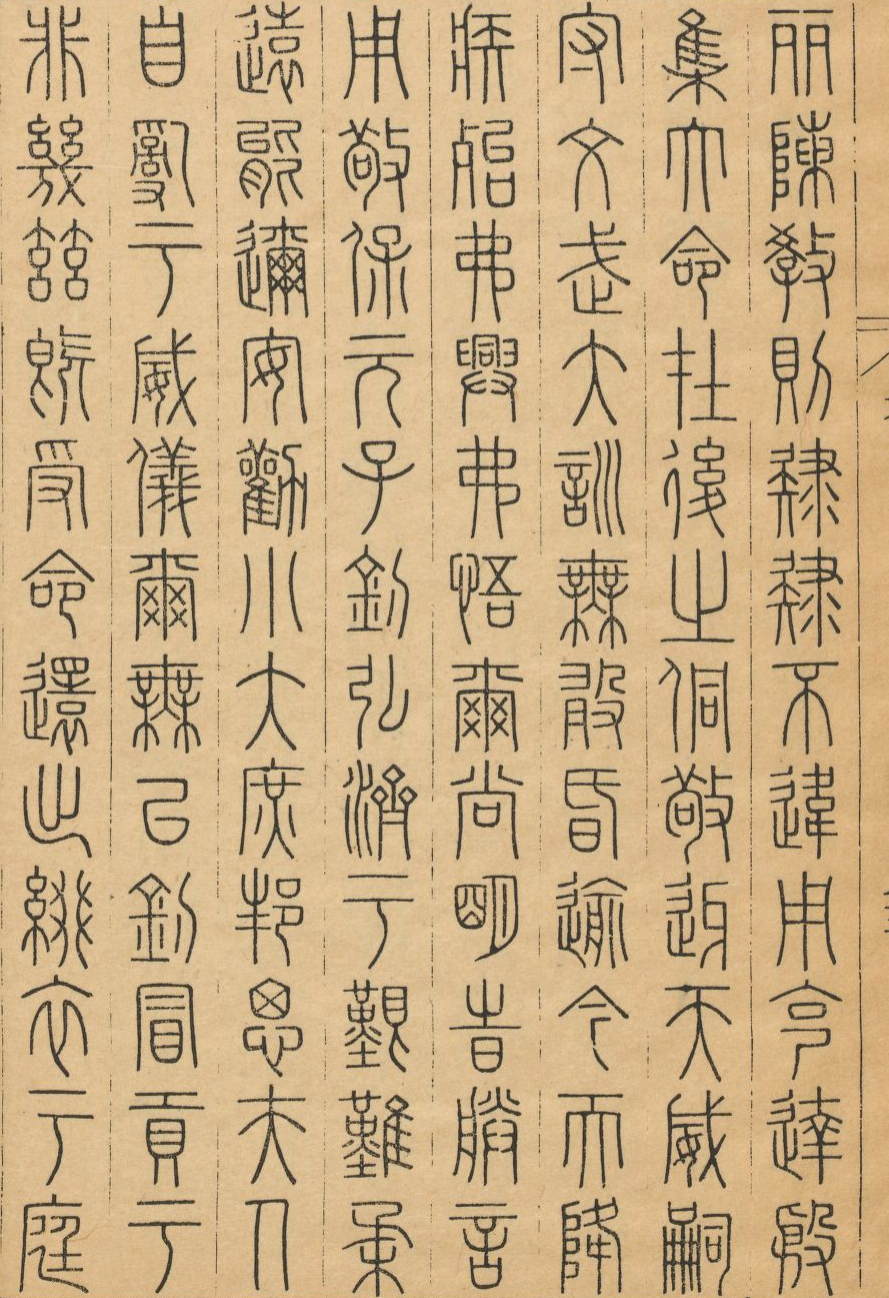 丽陳教則肄肄不違用克達殷
集大命在後之侗敬迓天威嗣
守文武大訓無敢昏逾今天降
疾殆弗興弗悟爾尚明旹朕言
用敬保元子釗弘濟于艱難柔
遠能邇安勸小大庶邦思夫人
自亂于威儀爾無以釗冒貢于
非幾茲既受命還出綴衣于庭